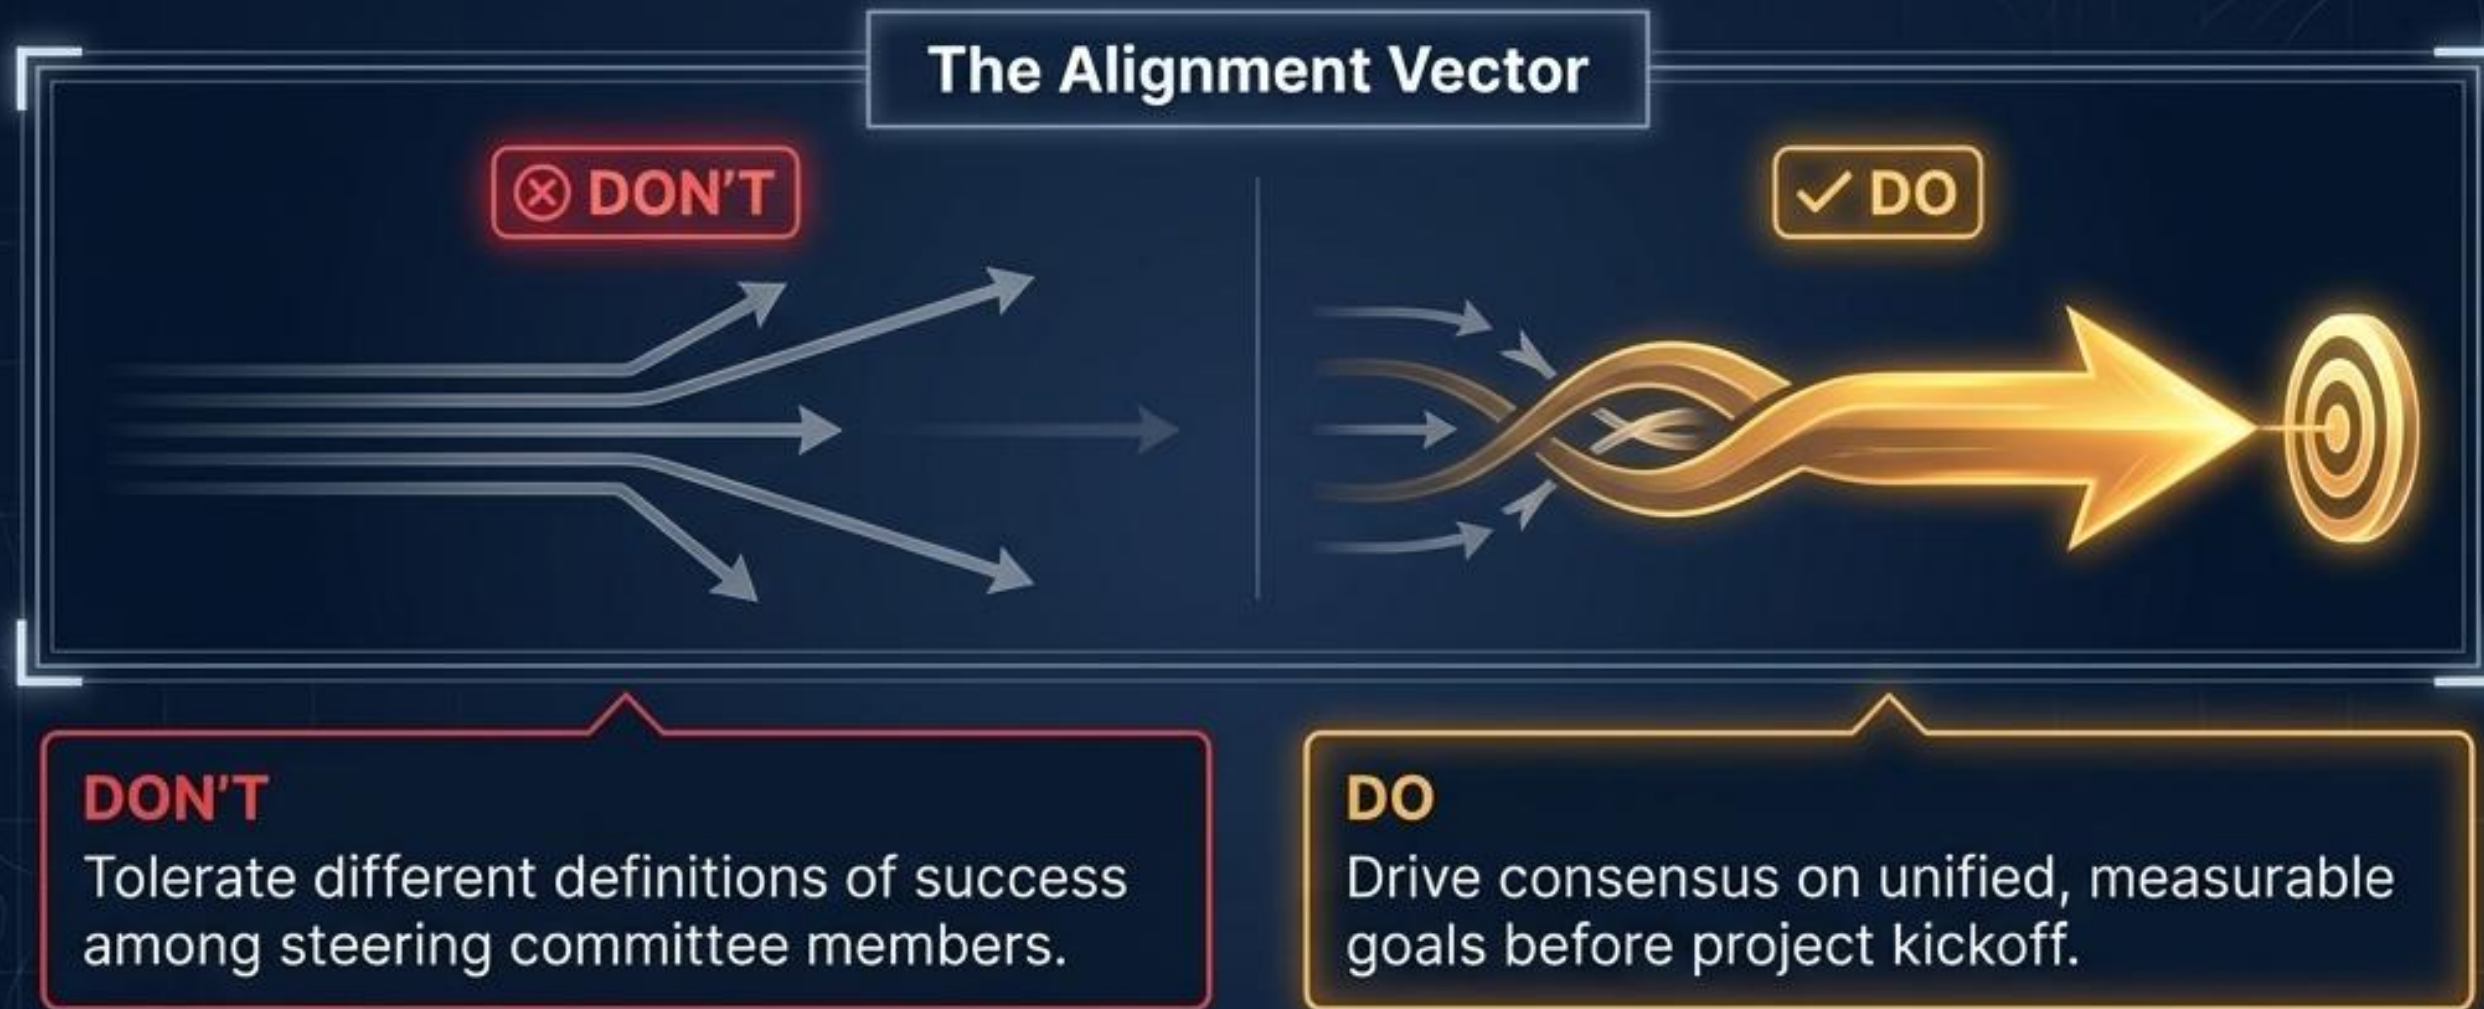 The Alignment Vector
DON'T
DO
DON'T
Tolerate different definitions of success
among steering committee members.
DO
Drive consensus on unified, measurable
goals before project kickoff.